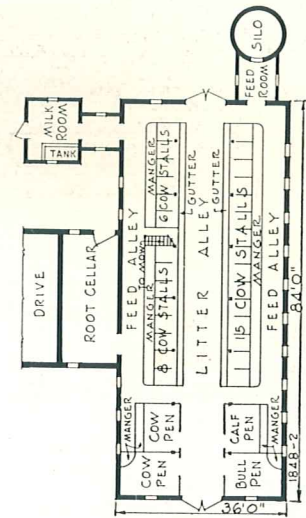 SILO
FEED
ROOM
MILK
ROOM
TANK
MANGER
6 COW STALLS
GUTTER
GUTTER
FEED ALLEY
TO MOW
MANGER
8 COW STALLS
LITTER ALLEY
15 COW STALLS
MANGER
FEED ALLEY
84'0"
DRIVE
ROOT CELLAR
MANGER
COW
PEN
COW
PEN
CALF
PEN
BULL
PEN
MANGER
36'0"
1848-2